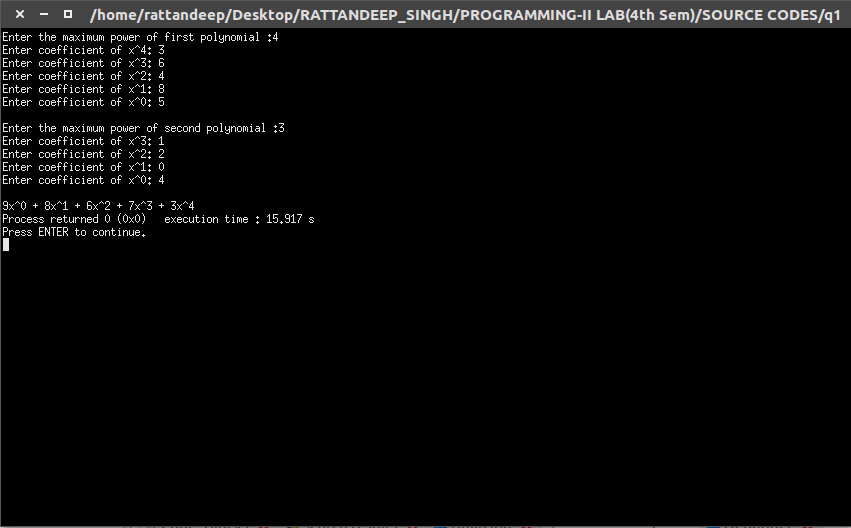 /home/rattandeep/Desktop/RATTANDEEP_SINGH/PROGRAMMING-II LAB(4th Sem)/SOURCE CODES/q1
Enter the maximum power of first polynomial :4
Enter coefficient of x^4: 3
Enter coefficient of x^3: 6
Enter coefficient of x^2: 4
Enter coefficient of x^1: 8
Enter coefficient of x^0: 5
Enter the maximum power of second polynomial :3
Enter coefficient of x^3: 1
Enter coefficient of x^2: 2
Enter coefficient of x^1: 0
Enter coefficient of x^0: 4
9x^0 + 8x^1 + 6x^2 + 7x^3 + 3x^4
Process returned 0 (0x0)   execution time : 15.917 s
Press ENTER to continue.